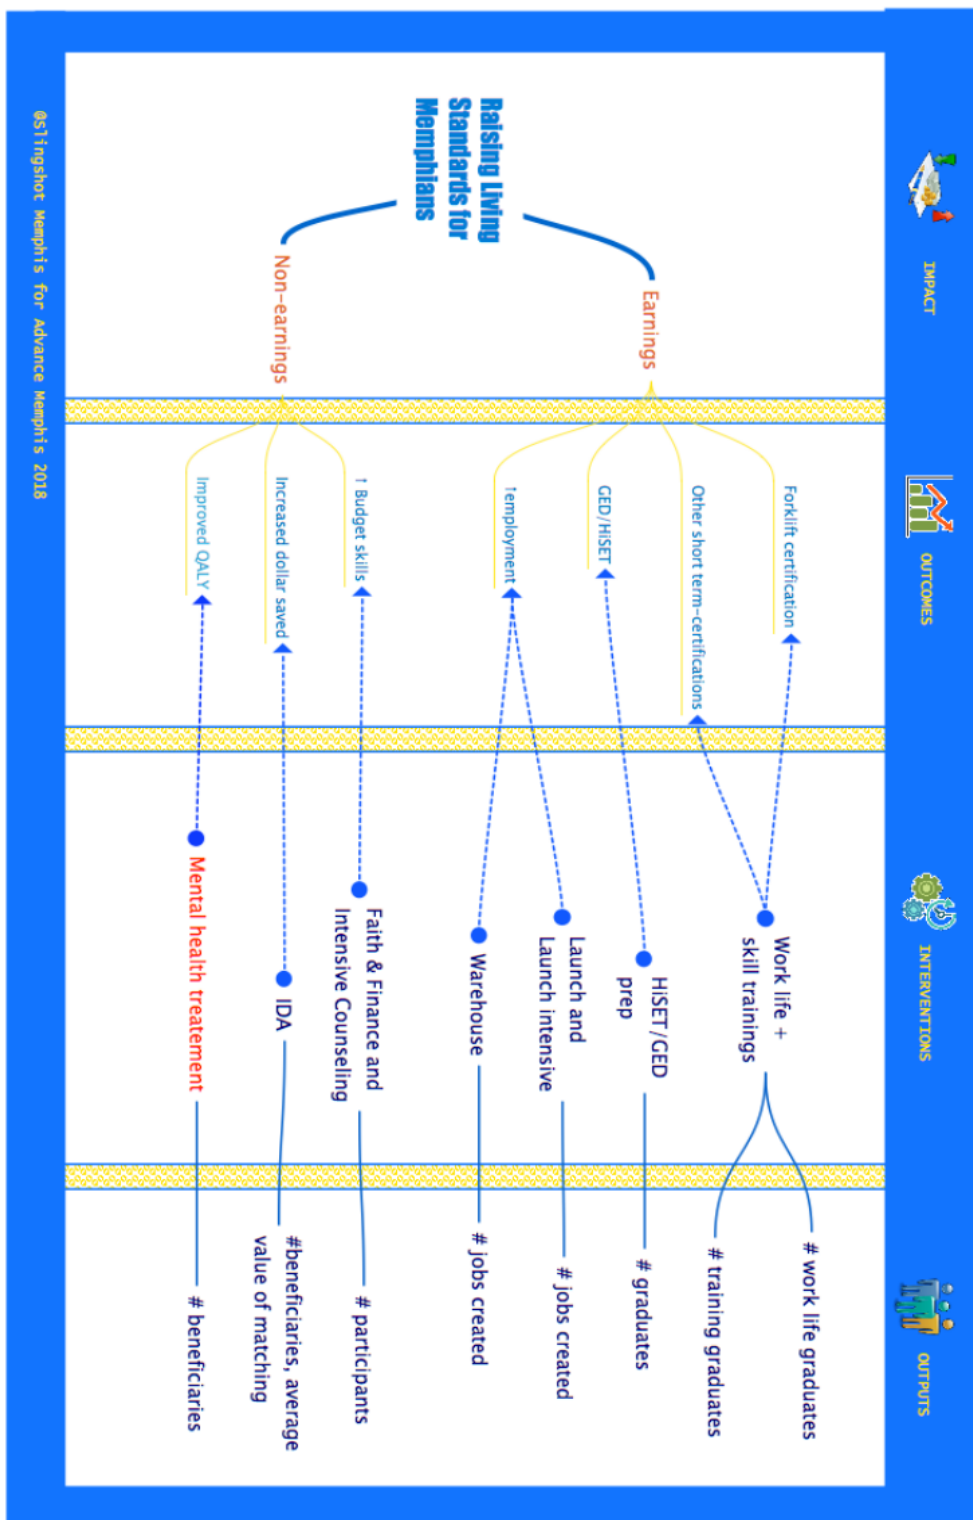 IMPACT
OUTCOMES
INTERVENTIONS
OUTPUTS
Raising Living
Standards for
Memphians
Earnings
Non-earnings
Forklift certification
Other short term-certifications
GED/HiSET
↑employment
↑ Budget skills
Increased dollar saved
Improved QALY
Work life +
skill trainings
HiSET/GED
prep
Launch and
Launch intensive
Warehouse
Faith & Finance and
Intensive Counseling
IDA
Mental health treatement
# work life graduates
# training graduates
# graduates
# jobs created
# jobs created
# participants
#beneficiaries, average
value of matching
# beneficiaries
@Slingshot Memphis for Advance Memphis 2018